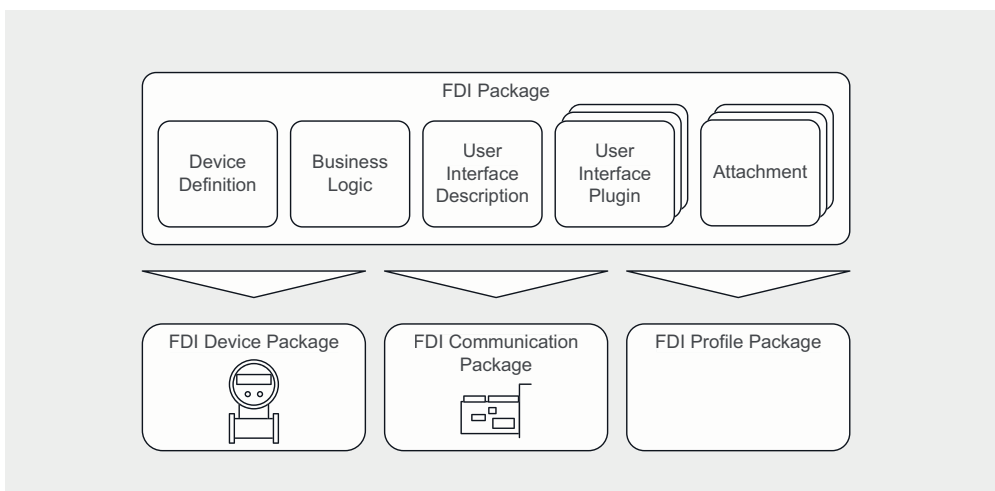 FDI Package
Device
Definition
Business
Logic
User
Interface
Description
User
Interface
Plugin
Attachment
FDI Device Package
FDI Communication
Package
FDI Profile Package